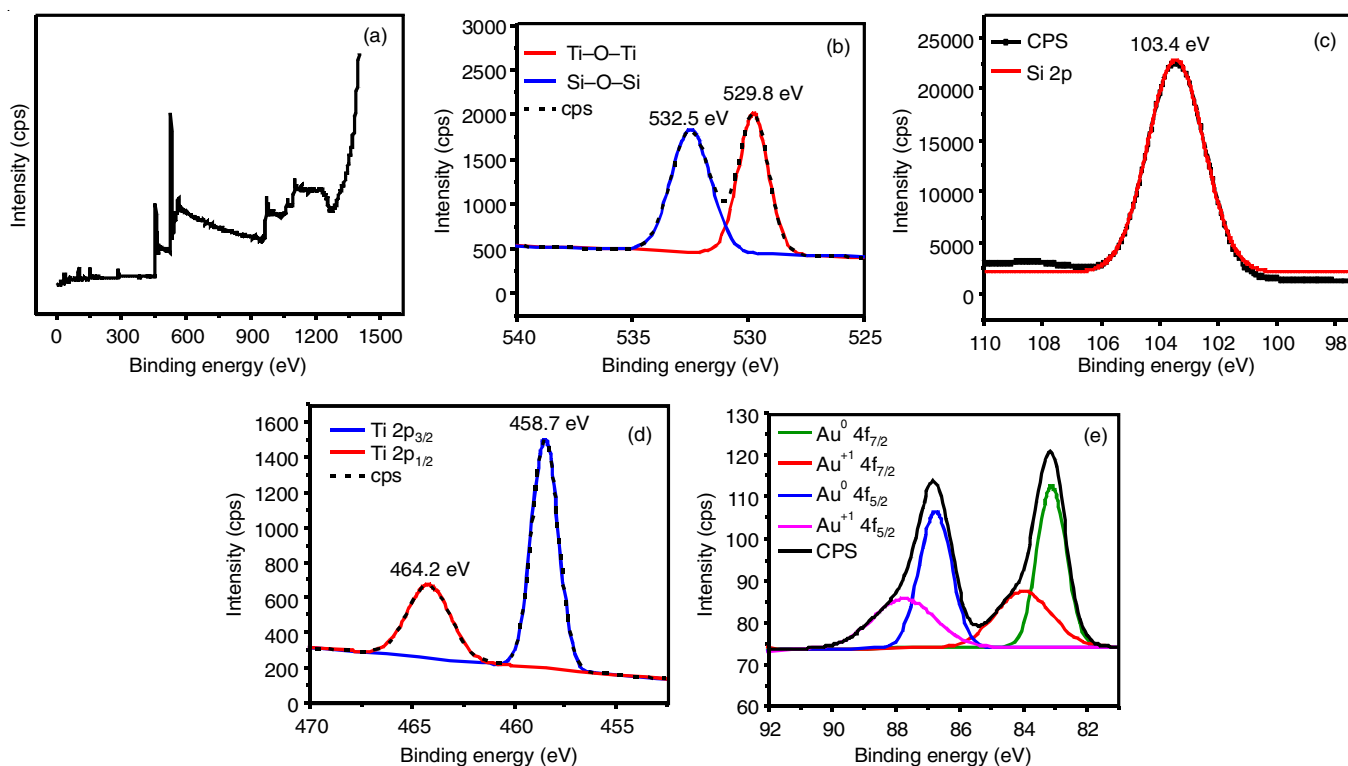 (a)
Intensity (cps)
0 300 600 900 1200 1500
Binding energy (eV)
(b)
Ti–O–Ti
Si–O–Si
cps
532.5 eV
529.8 eV
3000
2500
2000
1500
1000
500
0
Intensity (cps)
540 535 530 525
Binding energy (eV)
(c)
CPS
Si 2p
103.4 eV
25000
20000
15000
10000
5000
0
Intensity (cps)
110 108 106 104 102 100 98
Binding energy (eV)
(d)
Ti 2p3/2
Ti 2p1/2
cps
458.7 eV
464.2 eV
1600
1400
1200
1000
800
600
400
200
0
Intensity (cps)
470 465 460 455
Binding energy (eV)
(e)
Au0 4f7/2
Au+1 4f7/2
Au0 4f5/2
Au+1 4f5/2
CPS
130
120
110
100
90
80
70
60
Intensity (cps)
92 90 88 86 84 82
Binding energy (eV)